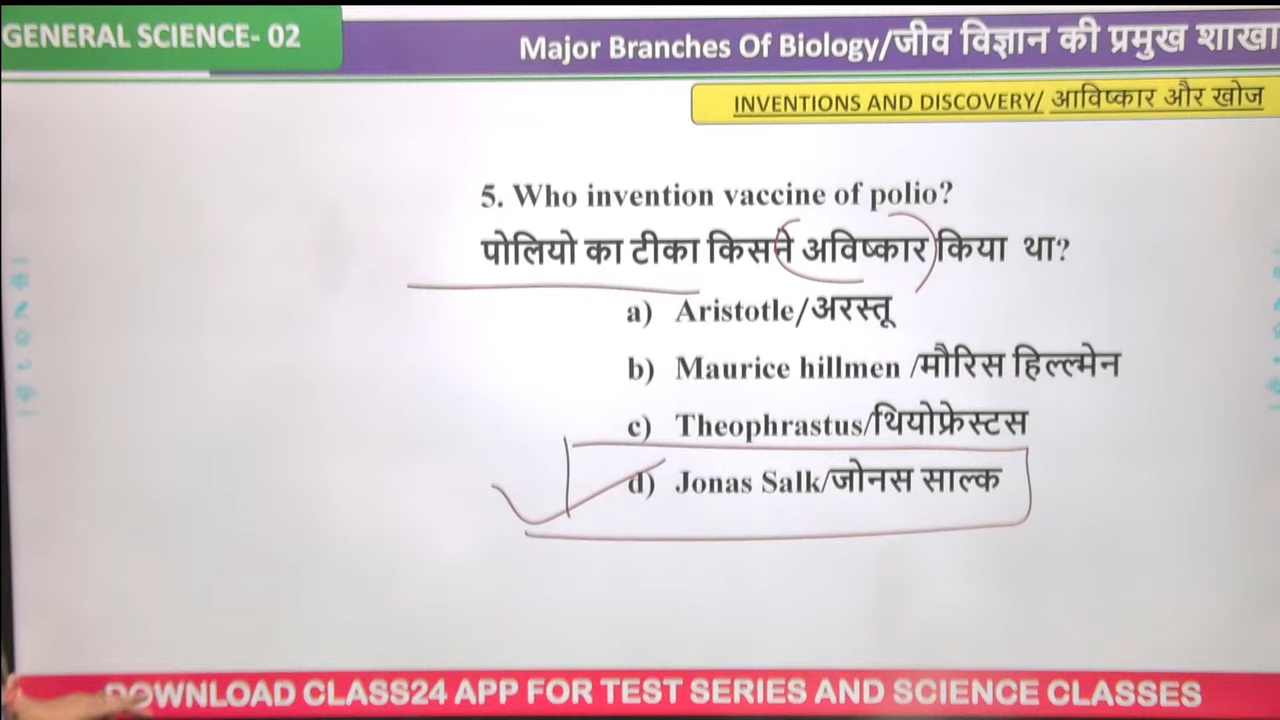 GENERAL SCIENCE- 02
Major Branches Of Biology/जीव विज्ञान की प्रमुख शाखा
INVENTIONS AND DISCOVERY/ आविष्कार और खोज
5. Who invention vaccine of polio?
पोलियो का टीका किसने अविष्कार किया था?
a) Aristotle/अरस्तू
b) Maurice hillmen /मौरिस हिल्ल्मेन
c) Theophrastus/थियोफ्रेस्टस
d) Jonas Salk/जोनस साल्क
DOWNLOAD CLASS24 APP FOR TEST SERIES AND SCIENCE CLASSES